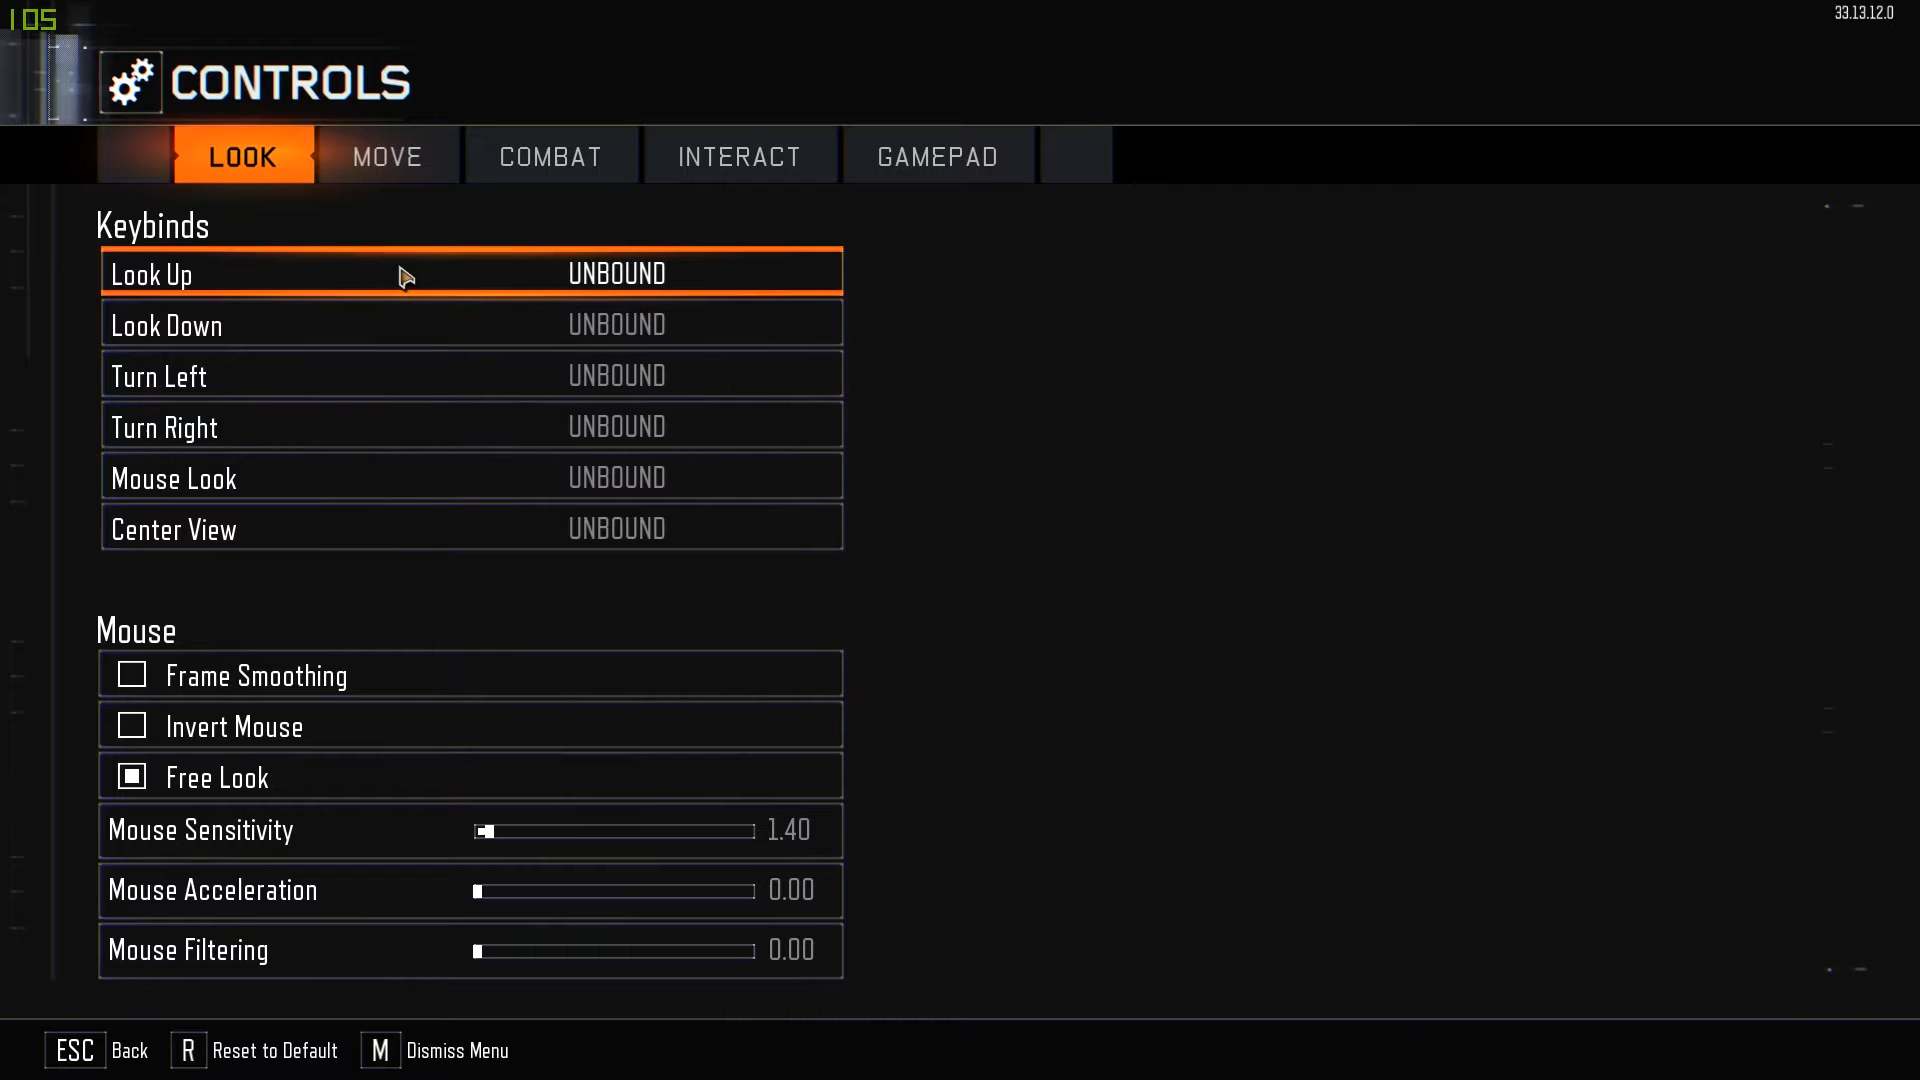 105
33.13.12.0
CONTROLS
LOOK MOVE COMBAT INTERACT GAMEPAD
Keybinds
Look Up UNBOUND
Look Down UNBOUND
Turn Left UNBOUND
Turn Right UNBOUND
Mouse Look UNBOUND
Center View UNBOUND
Mouse
Frame Smoothing
Invert Mouse
Free Look
Mouse Sensitivity 1.40
Mouse Acceleration 0.00
Mouse Filtering 0.00
ESC Back R Reset to Default M Dismiss Menu